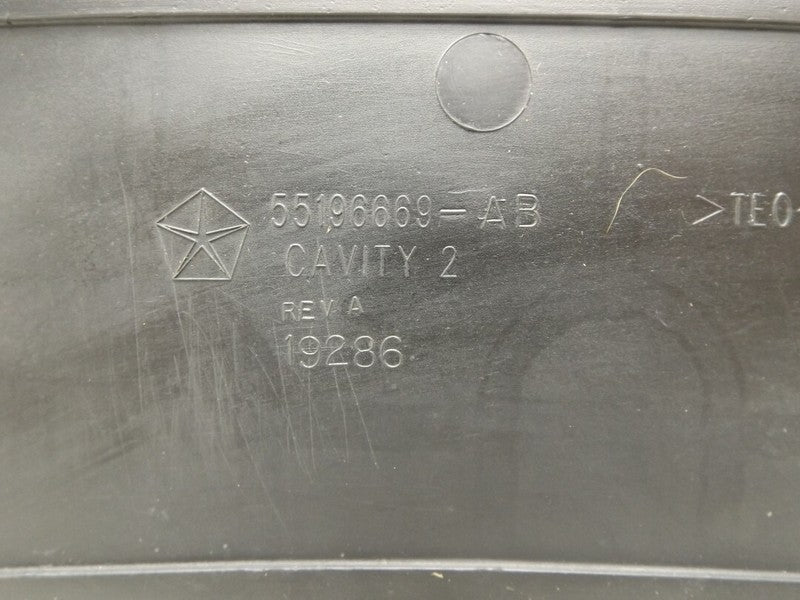 55196669-AB >TEO-
CAVITY 2
REV A
19286